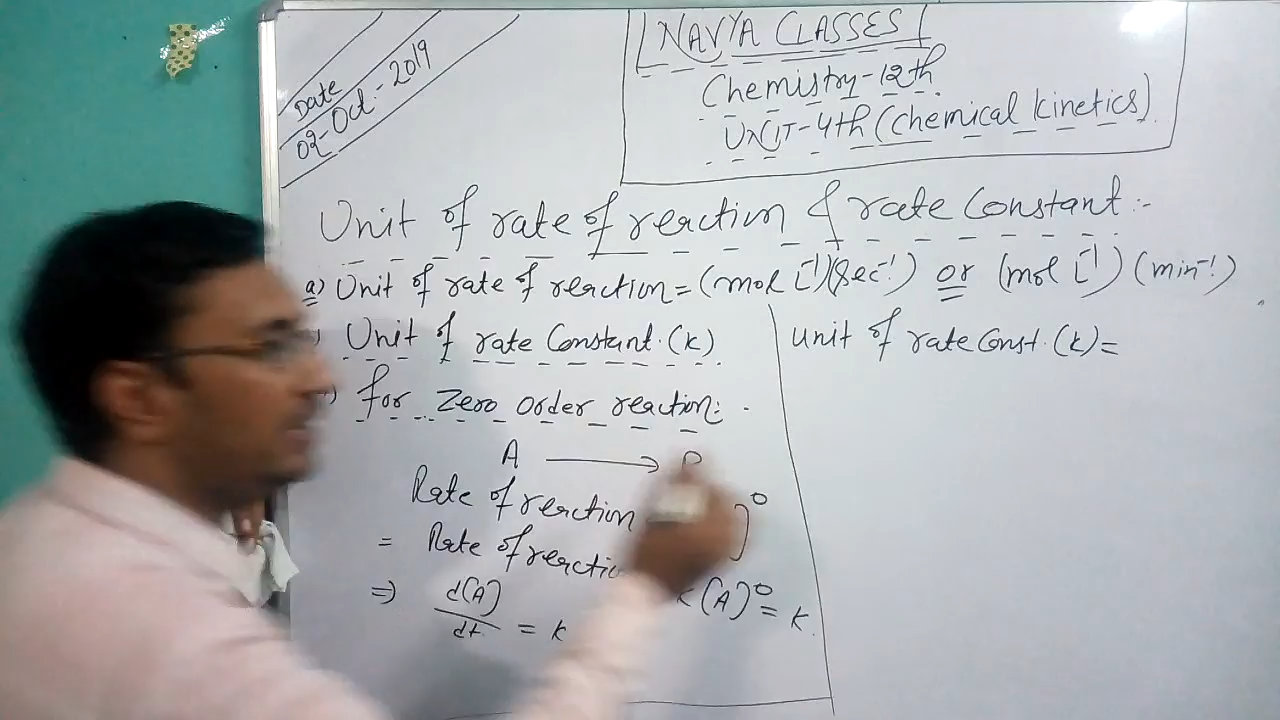 Date
02-Oct-2019
NAVYA CLASSES
Chemistry-12th.
UNIT-4th (Chemical kinetics)
Unit of rate of reaction & rate Constant:-
a) Unit of rate of reaction = (mol L⁻¹)(Sec⁻¹) or (mol L⁻¹) (min⁻¹)
Unit of rate Constant. (k)
for Zero order reaction:-
A ⟶
Rate of reaction ]⁰
= Rate of reaction
⇒ d(A)/dt = k (A)⁰ = k.
Unit of rate Const. (k) =